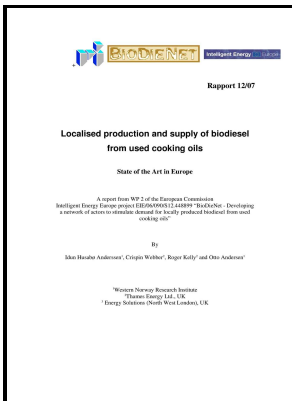 BIODIENET
Intelligent Energy Europe
Rapport 12/07
Localised production and supply of biodiesel
from used cooking oils
State of the Art in Europe
A report from WP 2 of the European Commission
Intelligent Energy Europe project EIE/06/090/S12.448899 “BioDieNet - Developing
a network of actors to stimulate demand for locally produced biodiesel from used
cooking oils”
By
Idun Husabø Anderssen¹, Crispin Webber², Roger Kelly³ and Otto Andersen¹
¹Western Norway Research Institute
²Thames Energy Ltd., UK
³ Energy Solutions (North West London), UK